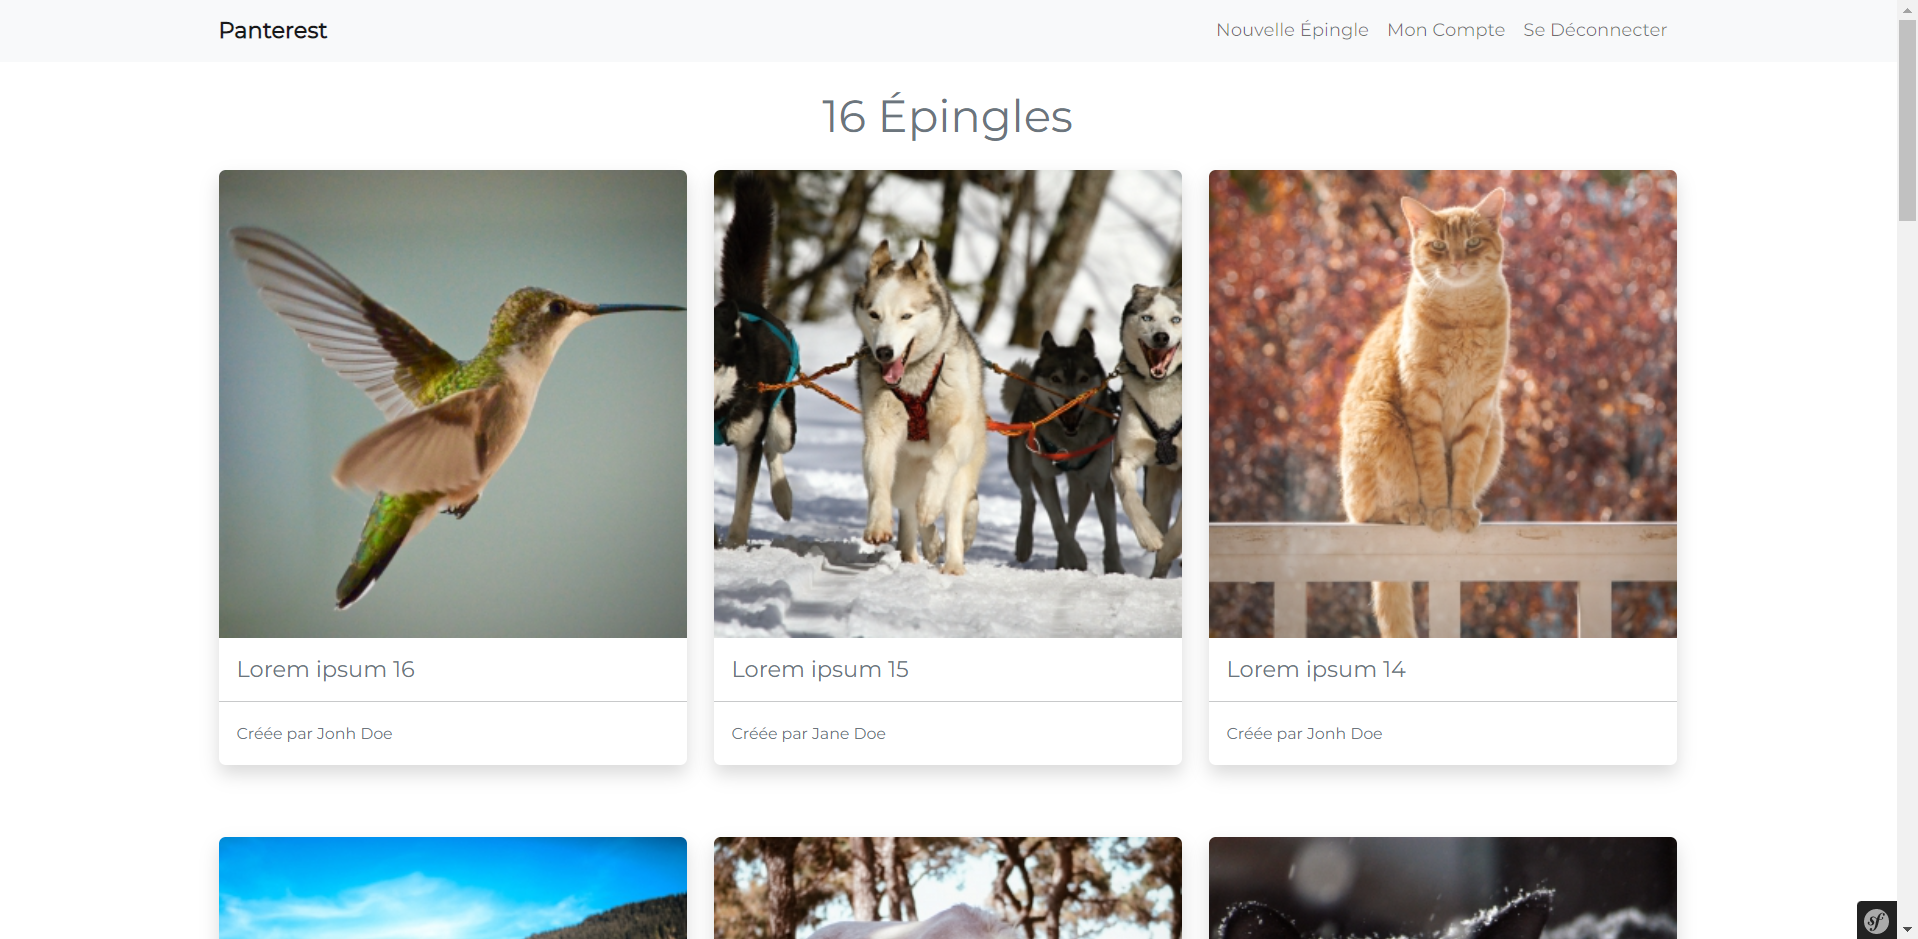 Panterest
Nouvelle Épingle
Mon Compte
Se Déconnecter
16 Épingles
Lorem ipsum 16
Créée par Jonh Doe
Lorem ipsum 15
Créée par Jane Doe
Lorem ipsum 14
Créée par Jonh Doe
sf